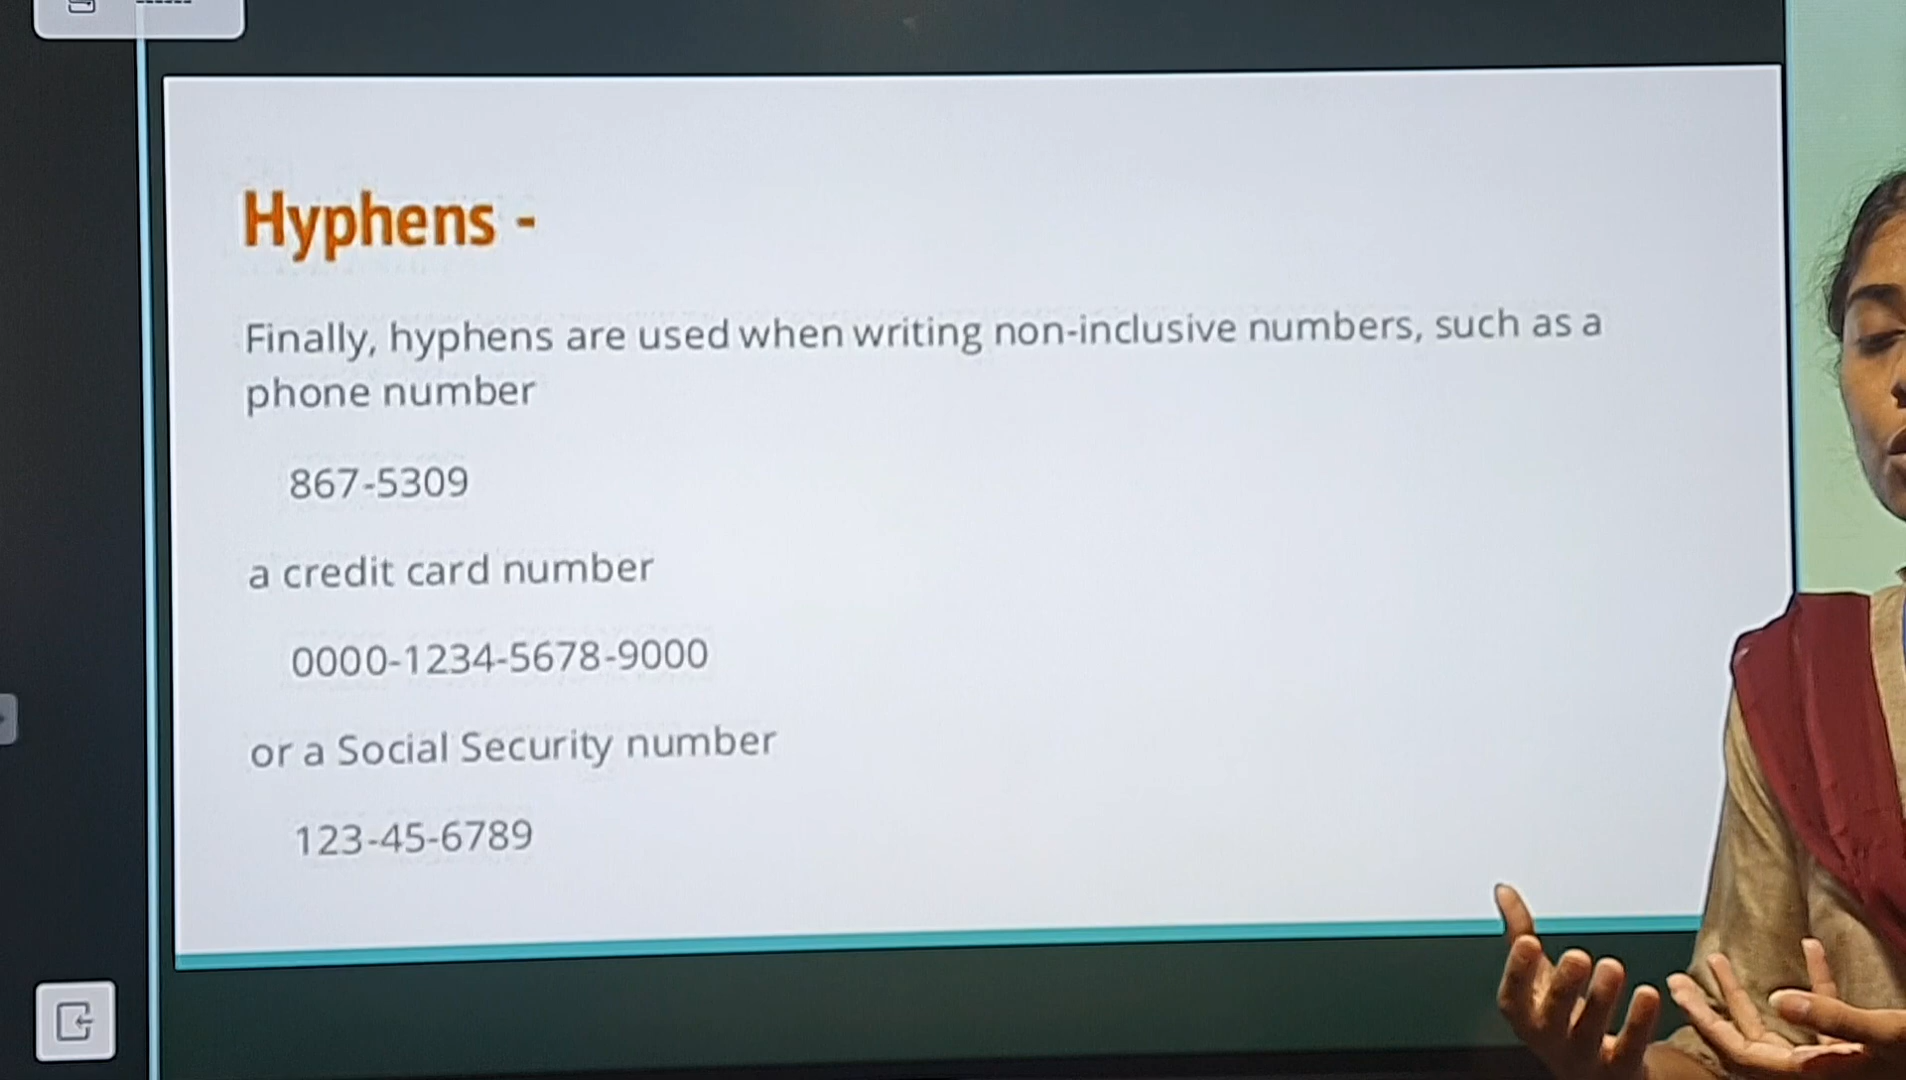 Hyphens -
Finally, hyphens are used when writing non-inclusive numbers, such as a
phone number
867-5309
a credit card number
0000-1234-5678-9000
or a Social Security number
123-45-6789